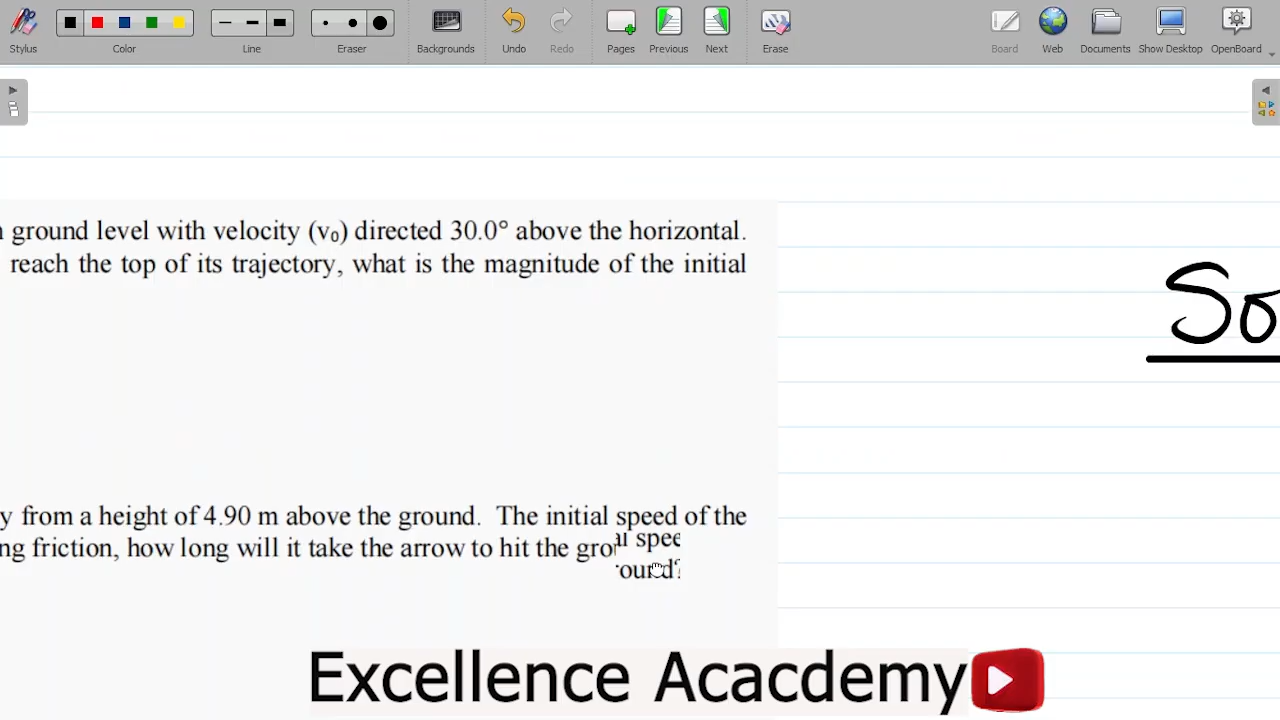 Stylus Color Line Eraser Backgrounds Undo Redo Pages Previous Next Erase Board Web Documents Show Desktop OpenBoard
ground level with velocity (v₀) directed 30.0° above the horizontal.
reach the top of its trajectory, what is the magnitude of the initial
So
y from a height of 4.90 m above the ground. The initial speed of the
ng friction, how long will it take the arrow to hit the
Excellence Acacdemy